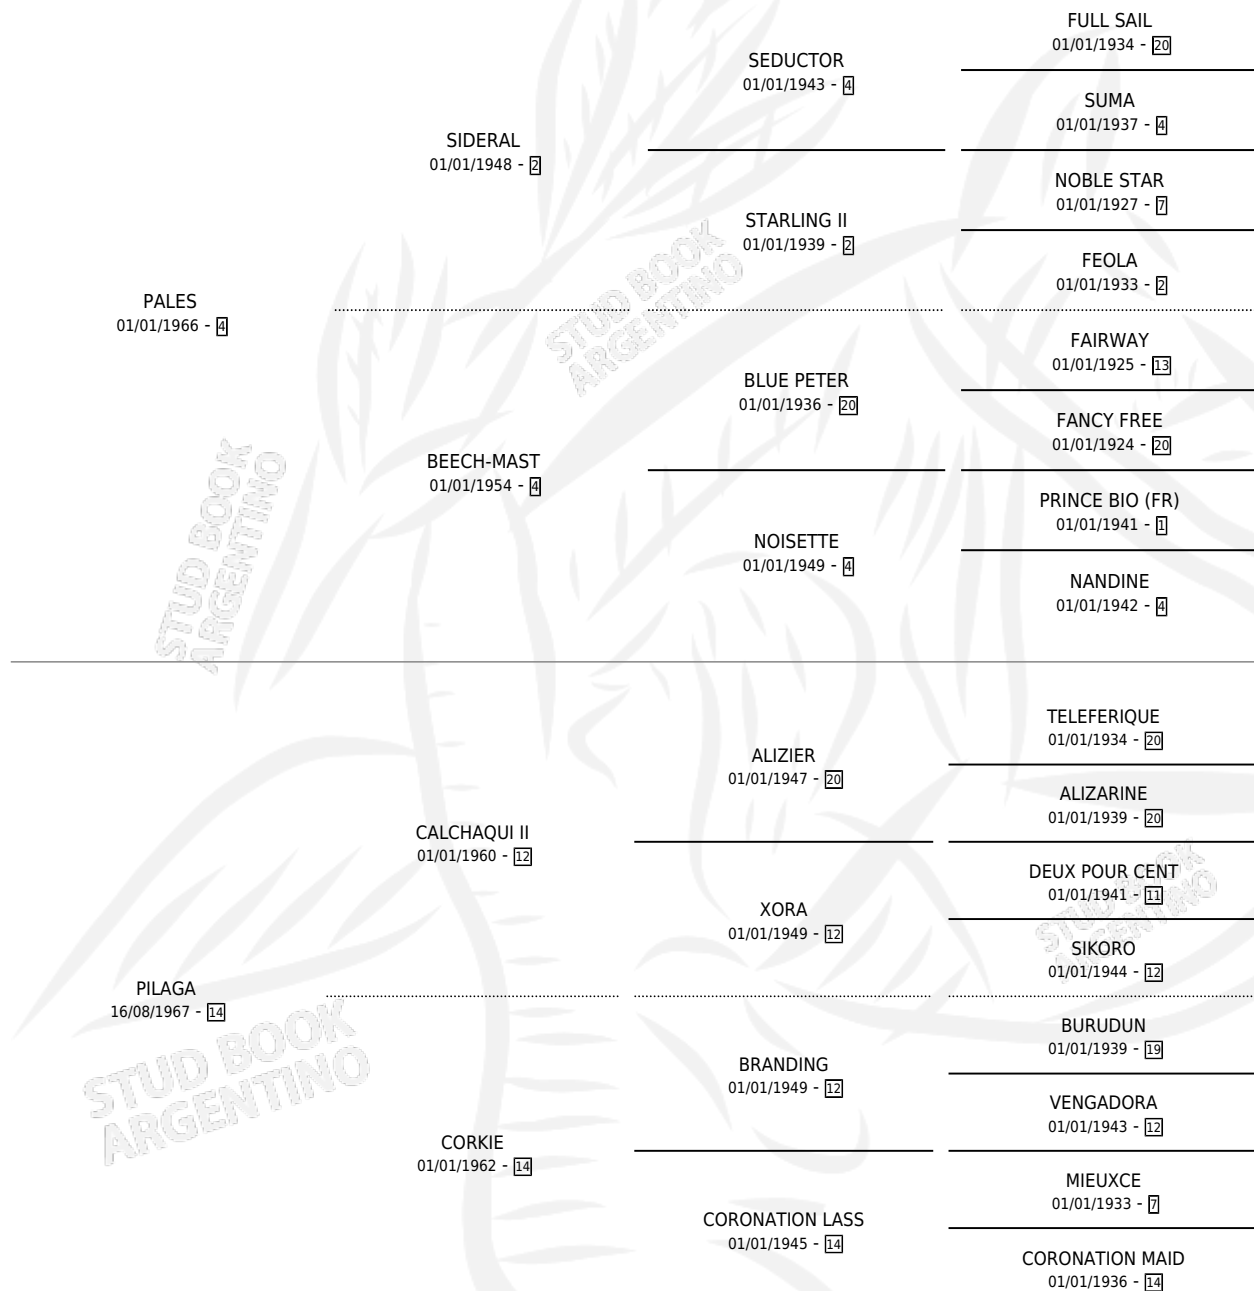 FULL SAIL
01/01/1934 - 20
SEDUCTOR
01/01/1943 - 4
SUMA
01/01/1937 - 4
SIDERAL
01/01/1948 - 2
NOBLE STAR
01/01/1927 - 7
STARLING II
01/01/1939 - 2
FEOLA
01/01/1933 - 2
PALES
01/01/1966 - 4
FAIRWAY
01/01/1925 - 13
BLUE PETER
01/01/1936 - 20
FANCY FREE
01/01/1924 - 20
BEECH-MAST
01/01/1954 - 4
PRINCE BIO (FR)
01/01/1941 - 1
NOISETTE
01/01/1949 - 4
NANDINE
01/01/1942 - 4
STUD BOOK
ARGENTINO
STUD BOOK
ARGENTINO
TELEFERIQUE
01/01/1934 - 20
ALIZIER
01/01/1947 - 20
ALIZARINE
01/01/1939 - 20
CALCHAQUI II
01/01/1960 - 12
DEUX POUR CENT
01/01/1941 - 11
XORA
01/01/1949 - 12
SIKORO
01/01/1944 - 12
PILAGA
16/08/1967 - 14
BURUDUN
01/01/1939 - 19
BRANDING
01/01/1949 - 12
VENGADORA
01/01/1943 - 12
CORKIE
01/01/1962 - 14
MIEUXCE
01/01/1933 - 7
CORONATION LASS
01/01/1945 - 14
CORONATION MAID
01/01/1936 - 14
STUD BOOK
ARGENTINO
STUD BOOK
ARGENTINO